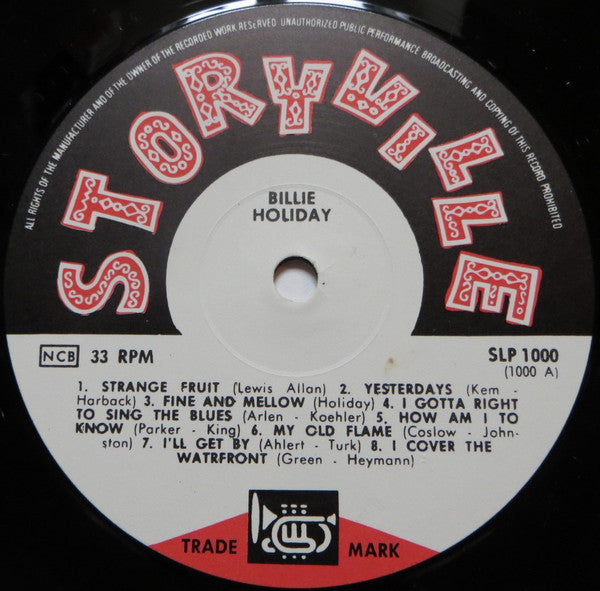 ALL RIGHTS OF THE MANUFACTURER AND OF THE OWNER OF THE RECORDED WORK RESERVED UNAUTHORIZED PUBLIC PERFORMANCE BROADCASTING AND COPYING OF THIS RECORD PROHIBITED
STORYVILLE
BILLIE
HOLIDAY
NCB 33 RPM
SLP 1000
(1000 A)
1. STRANGE FRUIT (Lewis Allan) 2. YESTERDAYS (Kern -
Harback) 3. FINE AND MELLOW (Holiday) 4. I GOTTA RIGHT
TO SING THE BLUES (Arlen - Koehler) 5. HOW AM I TO
KNOW (Parker - King) 6. MY OLD FLAME (Coslow - John-
ston) 7. I'LL GET BY (Ahlert - Turk) 8. I COVER THE
WATRFRONT (Green - Heymann)
TRADE MARK